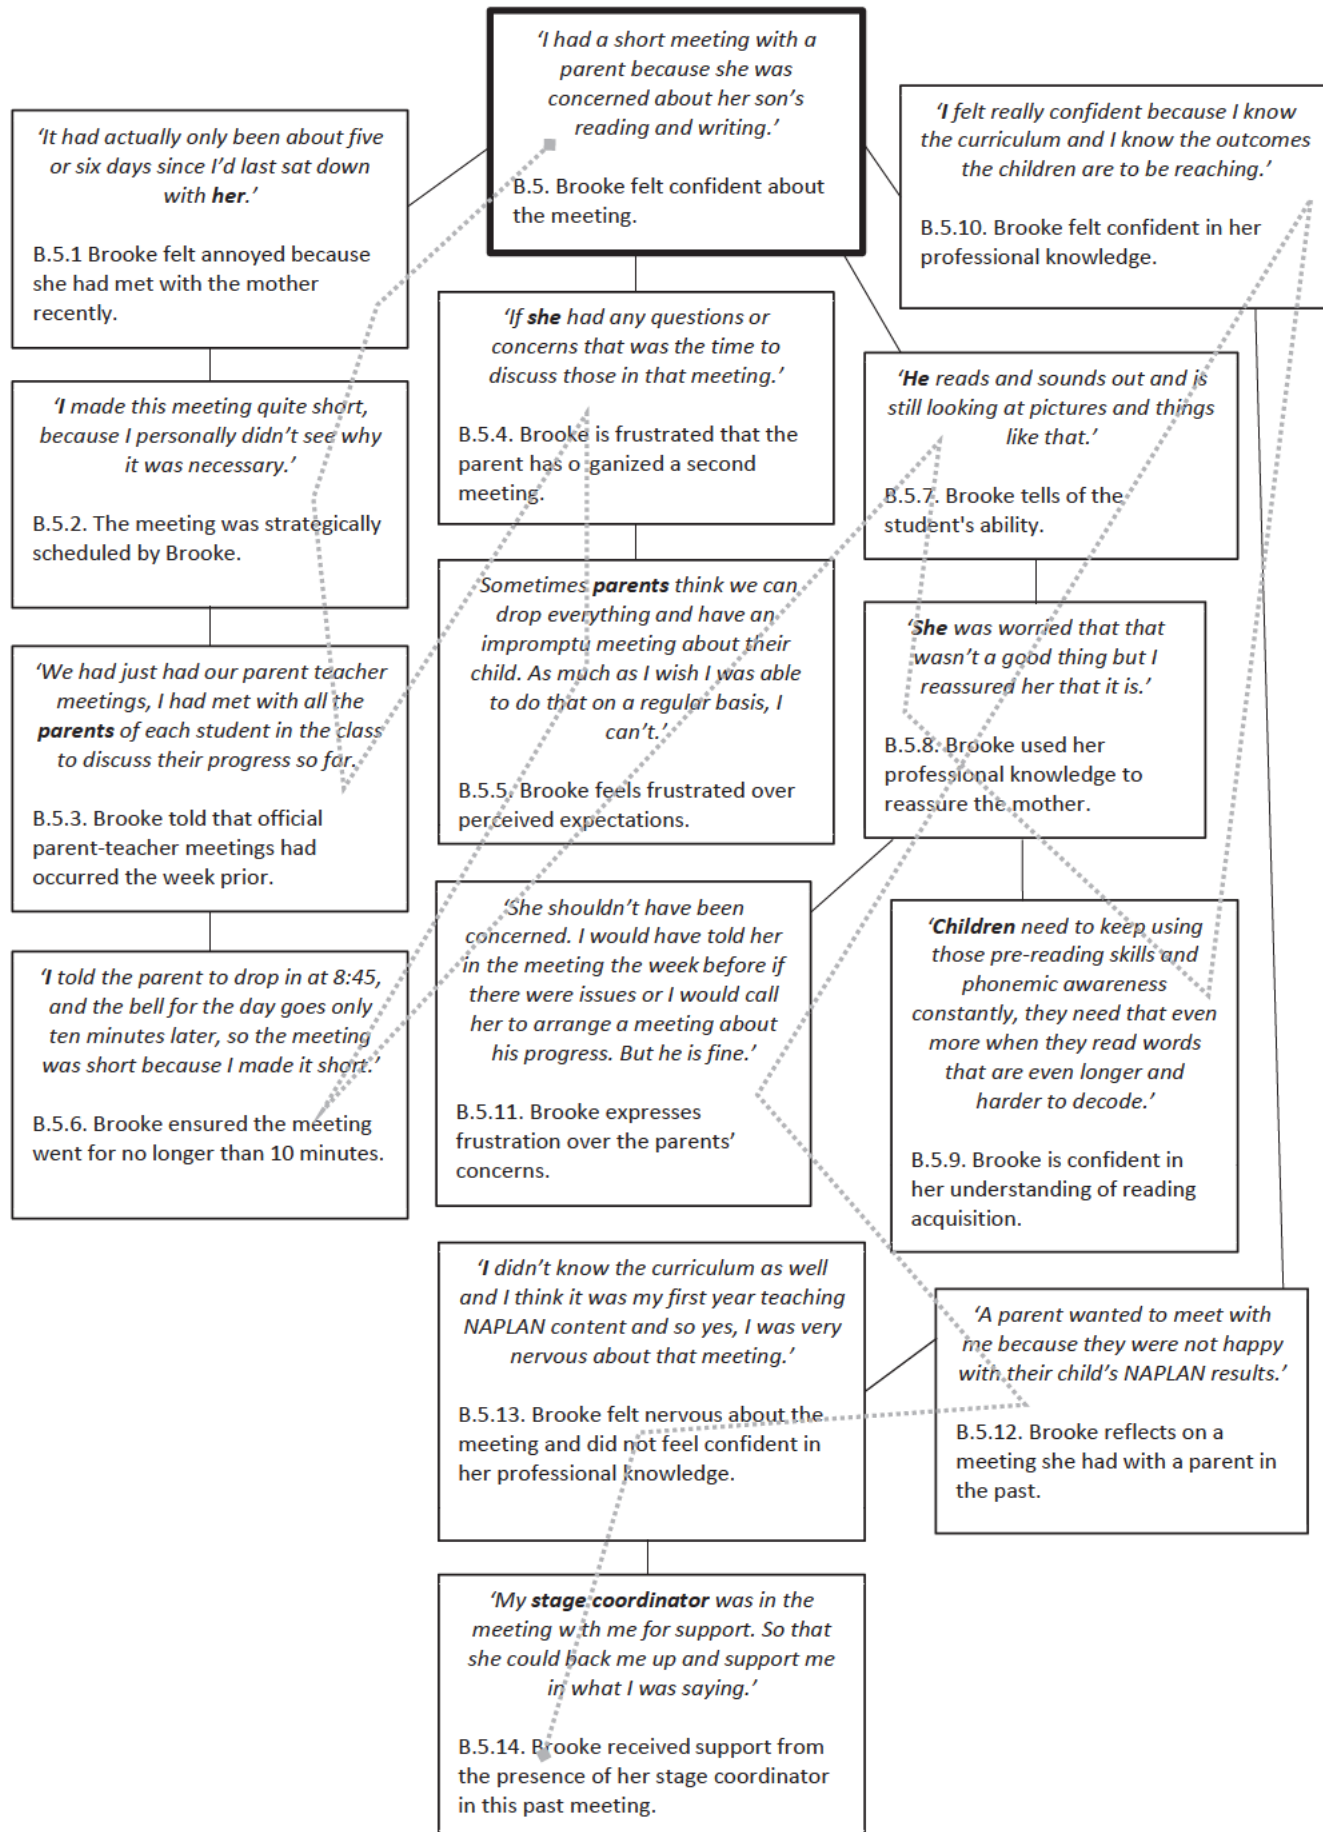 ‘I had a short meeting with a
parent because she was
concerned about her son’s
reading and writing.’
B.5. Brooke felt confident about
the meeting.
‘It had actually only been about five
or six days since I’d last sat down
with her.’
B.5.1 Brooke felt annoyed because
she had met with the mother
recently.
‘I made this meeting quite short,
because I personally didn’t see why
it was necessary.’
B.5.2. The meeting was strategically
scheduled by Brooke.
‘We had just had our parent teacher
meetings, I had met with all the
parents of each student in the class
to discuss their progress so far.
B.5.3. Brooke told that official
parent-teacher meetings had
occurred the week prior.
‘I told the parent to drop in at 8:45,
and the bell for the day goes only
ten minutes later, so the meeting
was short because I made it short.’
B.5.6. Brooke ensured the meeting
went for no longer than 10 minutes.
‘If she had any questions or
concerns that was the time to
discuss those in that meeting.’
B.5.4. Brooke is frustrated that the
parent has organized a second
meeting.
‘Sometimes parents think we can
drop everything and have an
impromptu meeting about their
child. As much as I wish I was able
to do that on a regular basis, I
can’t.’
B.5.5. Brooke feels frustrated over
perceived expectations.
‘He reads and sounds out and is
still looking at pictures and things
like that.’
B.5.7. Brooke tells of the
student's ability.
‘She was worried that that
wasn’t a good thing but I
reassured her that it is.’
B.5.8. Brooke used her
professional knowledge to
reassure the mother.
‘Children need to keep using
those pre-reading skills and
phonemic awareness
constantly, they need that even
more when they read words
that are even longer and
harder to decode.’
B.5.9. Brooke is confident in
her understanding of reading
acquisition.
‘I felt really confident because I know
the curriculum and I know the outcomes
the children are to be reaching.’
B.5.10. Brooke felt confident in her
professional knowledge.
‘She shouldn’t have been
concerned. I would have told her
in the meeting the week before if
there were issues or I would call
her to arrange a meeting about
his progress. But he is fine.’
B.5.11. Brooke expresses
frustration over the parents’
concerns.
‘A parent wanted to meet with
me because they were not happy
with their child’s NAPLAN results.’
B.5.12. Brooke reflects on a
meeting she had with a parent in
the past.
‘I didn’t know the curriculum as well
and I think it was my first year teaching
NAPLAN content and so yes, I was very
nervous about that meeting.’
B.5.13. Brooke felt nervous about the
meeting and did not feel confident in
her professional knowledge.
‘My stage coordinator was in the
meeting with me for support. So that
she could back me up and support me
in what I was saying.’
B.5.14. Brooke received support from
the presence of her stage coordinator
in this past meeting.